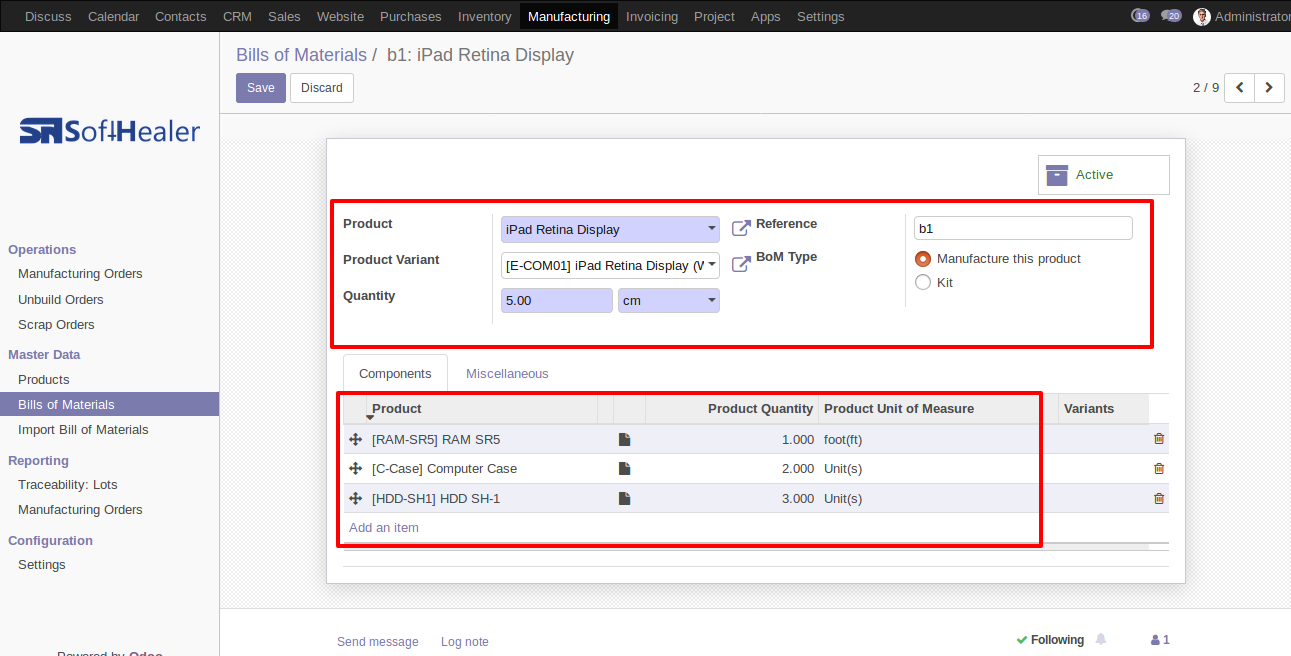 Discuss Calendar Contacts CRM Sales Website Purchases Inventory Manufacturing Invoicing Project Apps Settings 16 20 Administrator
Bills of Materials / b1: iPad Retina Display
Save Discard
2 / 9
SoftHealer
Operations
Manufacturing Orders
Unbuild Orders
Scrap Orders
Master Data
Products
Bills of Materials
Import Bill of Materials
Reporting
Traceability: Lots
Manufacturing Orders
Configuration
Settings
Powered by Odoo
Active
Product iPad Retina Display Reference b1
Product Variant [E-COM01] iPad Retina Display (W BoM Type Manufacture this product
Kit
Quantity 5.00 cm
Components Miscellaneous
Product Product Quantity Product Unit of Measure Variants
[RAM-SR5] RAM SR5 1.000 foot(ft)
[C-Case] Computer Case 2.000 Unit(s)
[HDD-SH1] HDD SH-1 3.000 Unit(s)
Add an item
Send message Log note Following 1